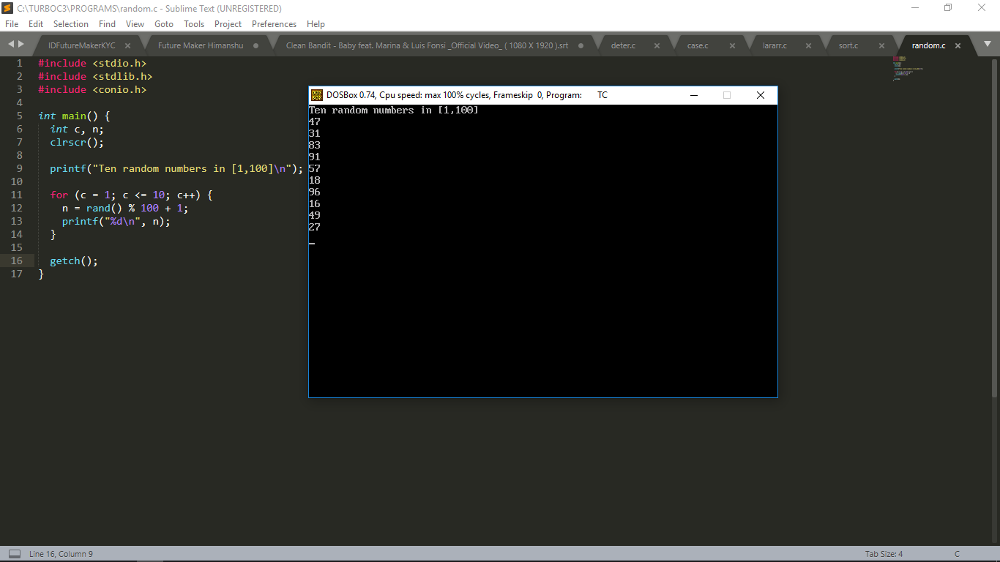 C:\TURBOC3\PROGRAMS\random.c - Sublime Text (UNREGISTERED)
File Edit Selection Find View Goto Tools Project Preferences Help
IDFutureMakerKYC Future Maker Himanshu Clean Bandit - Baby feat. Marina & Luis Fonsi _Official Video_ ( 1080 X 1920 ).srt deter.c case.c lararr.c sort.c random.c
1 #include <stdio.h>
2 #include <stdlib.h>
3 #include <conio.h>
4
5 int main() {
6 int c, n;
7 clrscr();
8
9 printf("Ten random numbers in [1,100]\n");
10
11 for (c = 1; c <= 10; c++) {
12 n = rand() % 100 + 1;
13 printf("%d\n", n);
14 }
15
16 getch();
17 }
DOS
BOX
DOSBox 0.74, Cpu speed: max 100% cycles, Frameskip 0, Program: TC
Ten random numbers in [1,100]
47
31
83
91
57
18
96
16
49
27
Line 16, Column 9 Tab Size: 4 C